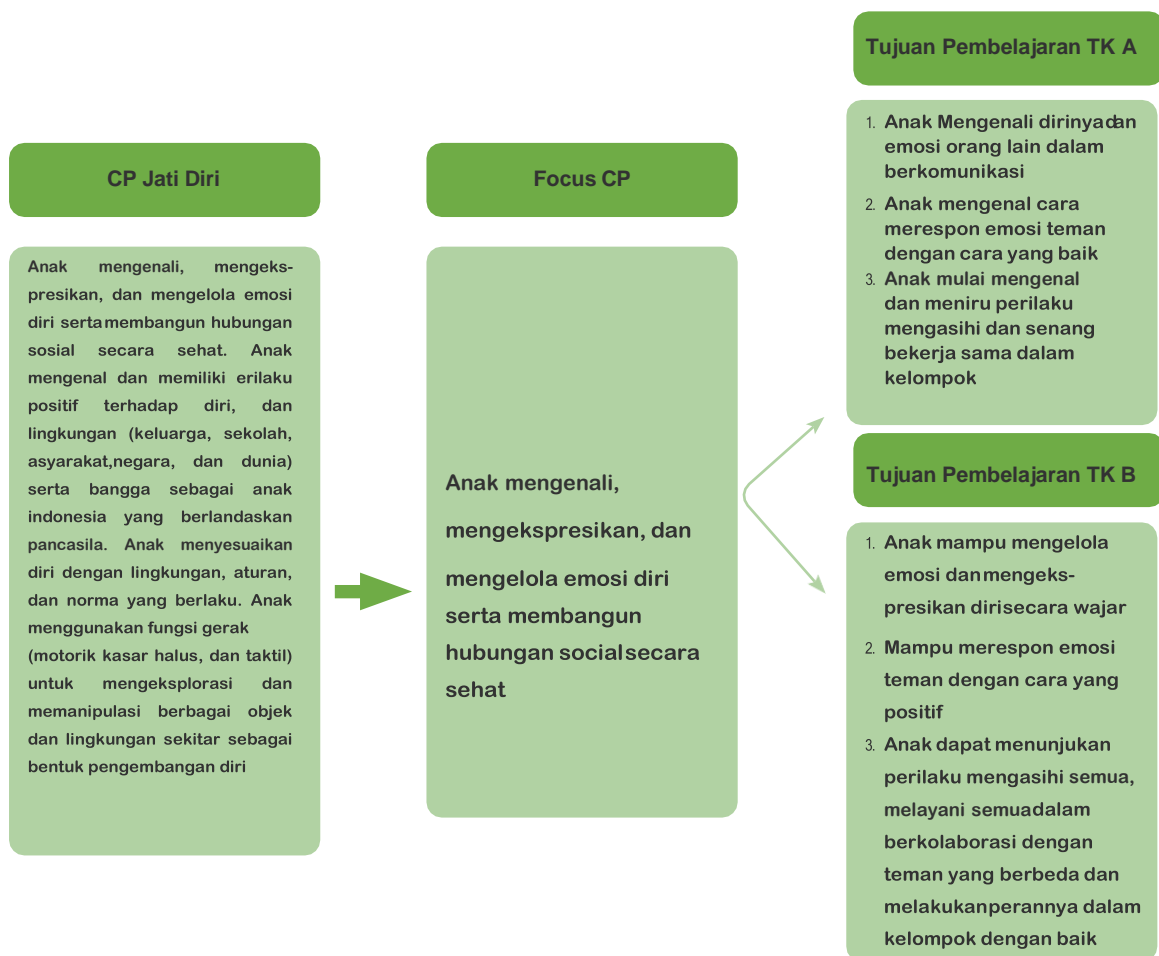 CP Jati Diri
Anak mengenali, mengeks-
presikan, dan mengelola emosi
diri serta membangun hubungan
sosial secara sehat. Anak
mengenal dan memiliki erilaku
positif terhadap diri, dan
lingkungan (keluarga, sekolah,
asyarakat,negara, dan dunia)
serta bangga sebagai anak
indonesia yang berlandaskan
pancasila. Anak menyesuaikan
diri dengan lingkungan, aturan,
dan norma yang berlaku. Anak
menggunakan fungsi gerak
(motorik kasar halus, dan taktil)
untuk mengeksplorasi dan
memanipulasi berbagai objek
dan lingkungan sekitar sebagai
bentuk pengembangan diri
Focus CP
Anak mengenali,
mengekspresikan, dan
mengelola emosi diri
serta membangun
hubungan socialsecara
sehat
Tujuan Pembelajaran TK A
1. Anak Mengenali dirinyadan
emosi orang lain dalam
berkomunikasi
2. Anak mengenal cara
merespon emosi teman
dengan cara yang baik
3. Anak mulai mengenal
dan meniru perilaku
mengasihi dan senang
bekerja sama dalam
kelompok
Tujuan Pembelajaran TK B
1. Anak mampu mengelola
emosi danmengeks-
presikan dirisecara wajar
2. Mampu merespon emosi
teman dengan cara yang
positif
3. Anak dapat menunjukan
perilaku mengasihi semua,
melayani semuadalam
berkolaborasi dengan
teman yang berbeda dan
melakukanperannya dalam
kelompok dengan baik